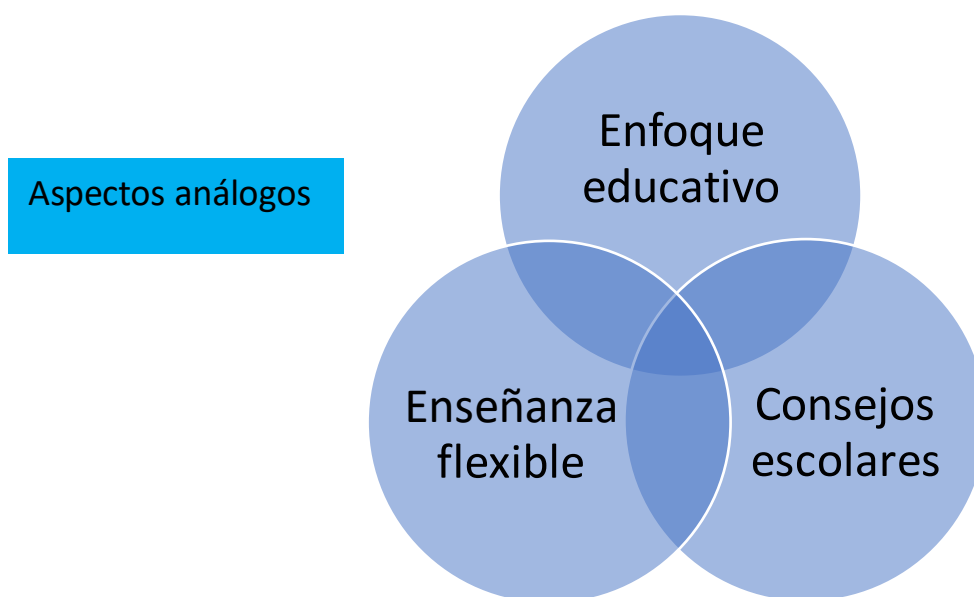 Enfoque
educativo
Aspectos análogos
Enseñanza
flexible
Consejos
escolares